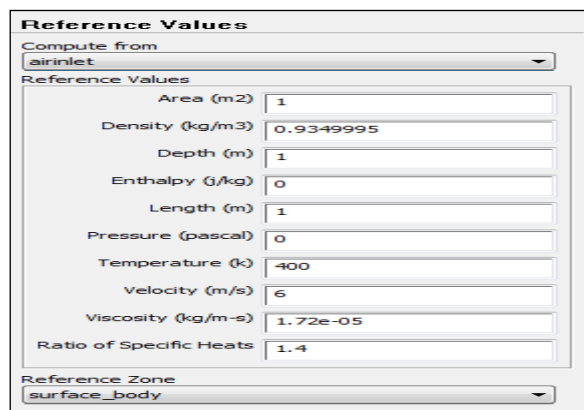 Reference Values
Compute from
airinlet
Reference Values
Area (m2) 1
Density (kg/m3) 0.9349995
Depth (m) 1
Enthalpy (j/kg) 0
Length (m) 1
Pressure (pascal) 0
Temperature (k) 400
Velocity (m/s) 6
Viscosity (kg/m-s) 1.72e-05
Ratio of Specific Heats 1.4
Reference Zone
surface_body